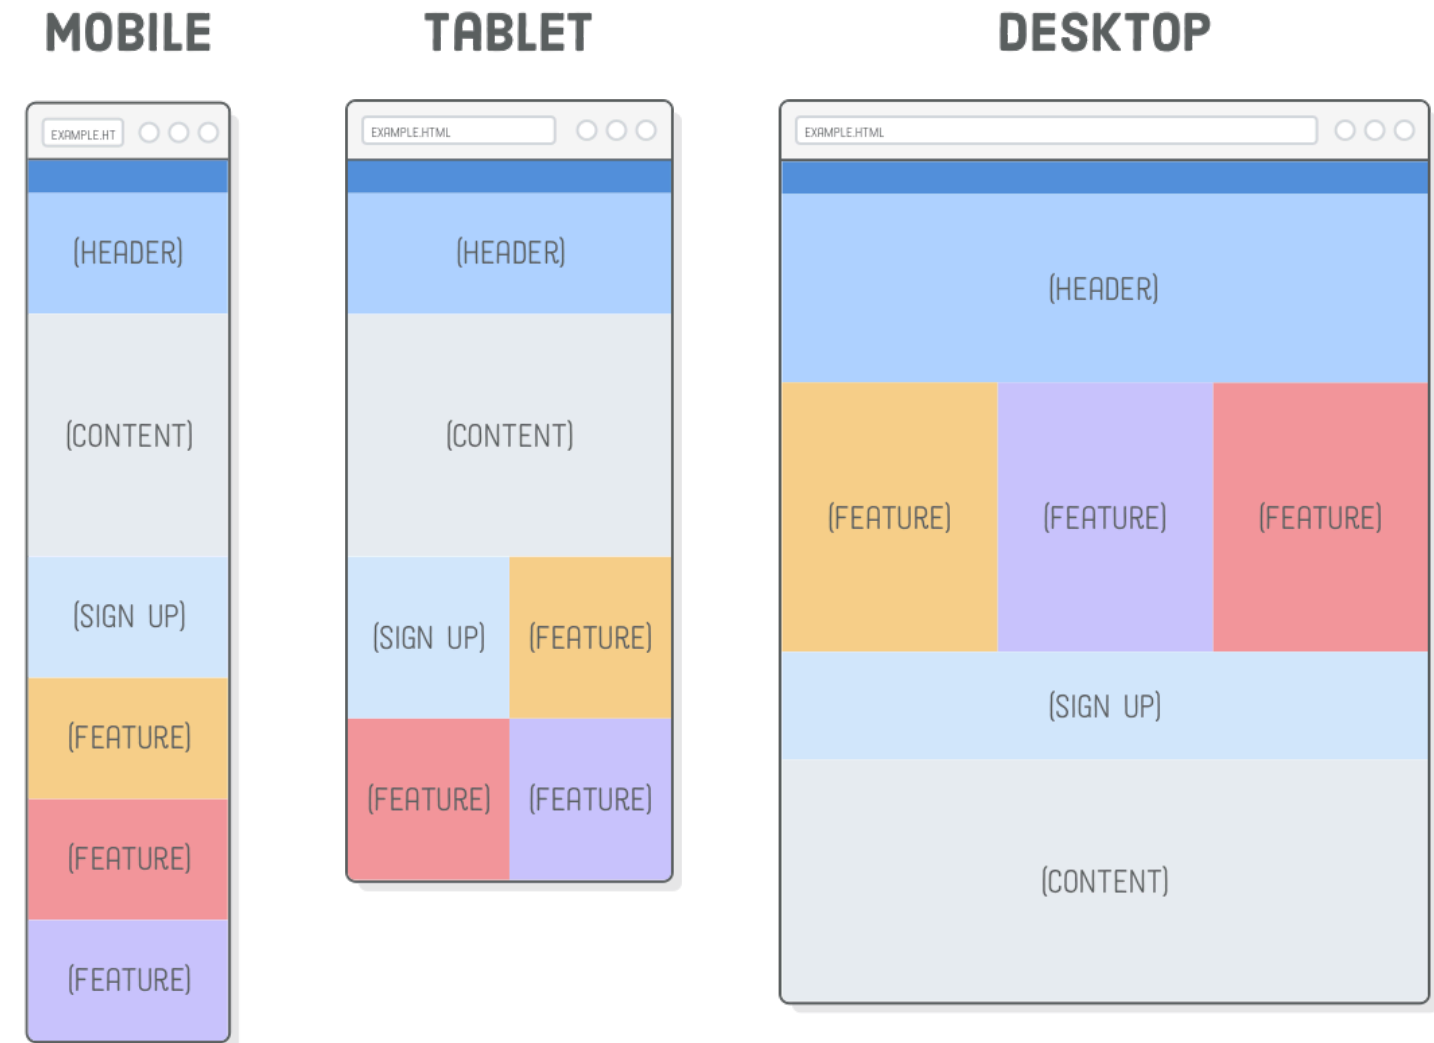 MOBILE
EXAMPLE.HT
(HEADER)
(CONTENT)
(SIGN UP)
(FEATURE)
(FEATURE)
(FEATURE)
TABLET
EXAMPLE.HTML
(HEADER)
(CONTENT)
(SIGN UP) (FEATURE)
(FEATURE) (FEATURE)
DESKTOP
EXAMPLE.HTML
(HEADER)
(FEATURE) (FEATURE) (FEATURE)
(SIGN UP)
(CONTENT)